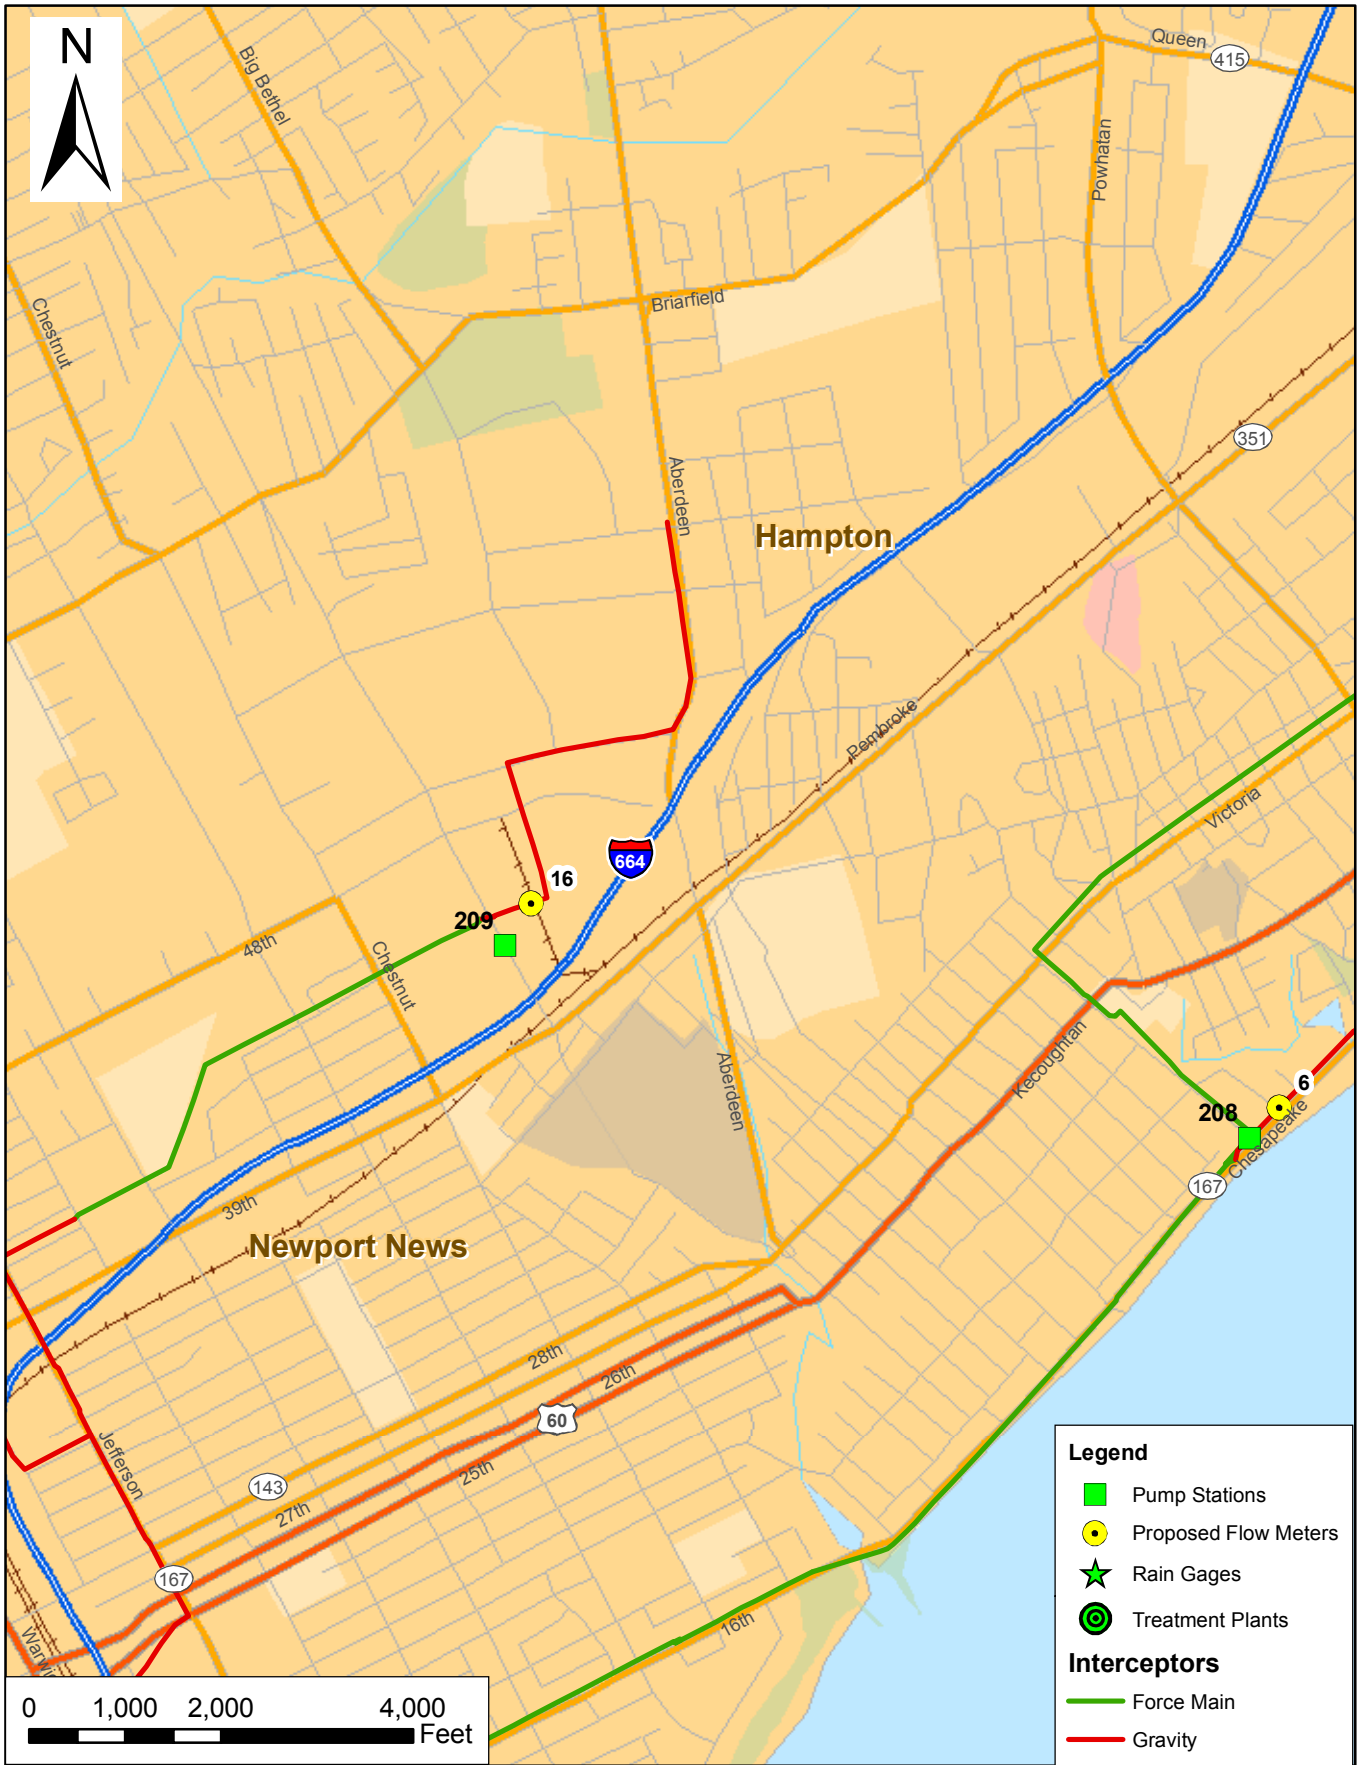 N
Queen
415
Big Bethel
Powhatan
Briarfield
Chestnut
351
Aberdeen
Hampton
Pembroke
Victoria
664
16
209
48th
Chestnut
Kecoughtan
Aberdeen
6
208
Chesapeake
167
39th
Newport News
28th
26th
60
25th
Jefferson
143
27th
167
16th
Legend
Pump Stations
Proposed Flow Meters
Rain Gages
Treatment Plants
Interceptors
Force Main
Gravity
0 1,000 2,000 4,000
Feet